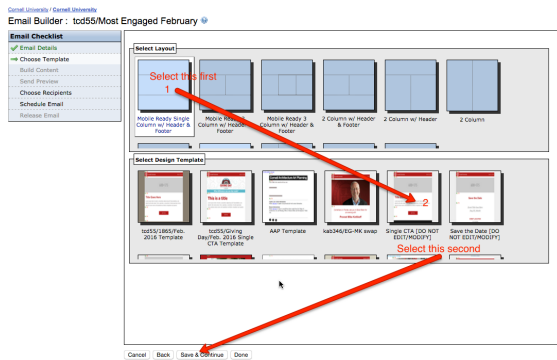 Cornell University / Cornell University
Email Builder : tcd55/Most Engaged February
Email Checklist
Email Details
Choose Template
Build Content
Send Preview
Choose Recipients
Schedule Email
Release Email
Select Layout
Select this first
1
Mobile Ready Single
Column w/ Header &
Footer
Mobile Ready 2
Column w/ Header &
Footer
Mobile Ready 3
Column w/ Header &
Footer
2 Column w/ Header
& Footer
2 Column w/ Header
2 Column
Select Design Template
This is a title
2
tcd55/1865/Feb.
2016 Template
tcd55/Giving
Day/Feb. 2016 Single
CTA Template
AAP Template
kab346/EG-MK swap
Single CTA [DO NOT
EDIT/MODIFY]
Save the Date [DO
NOT EDIT/MODIFY]
Select this second
Cancel
Back
Save & Continue
Done